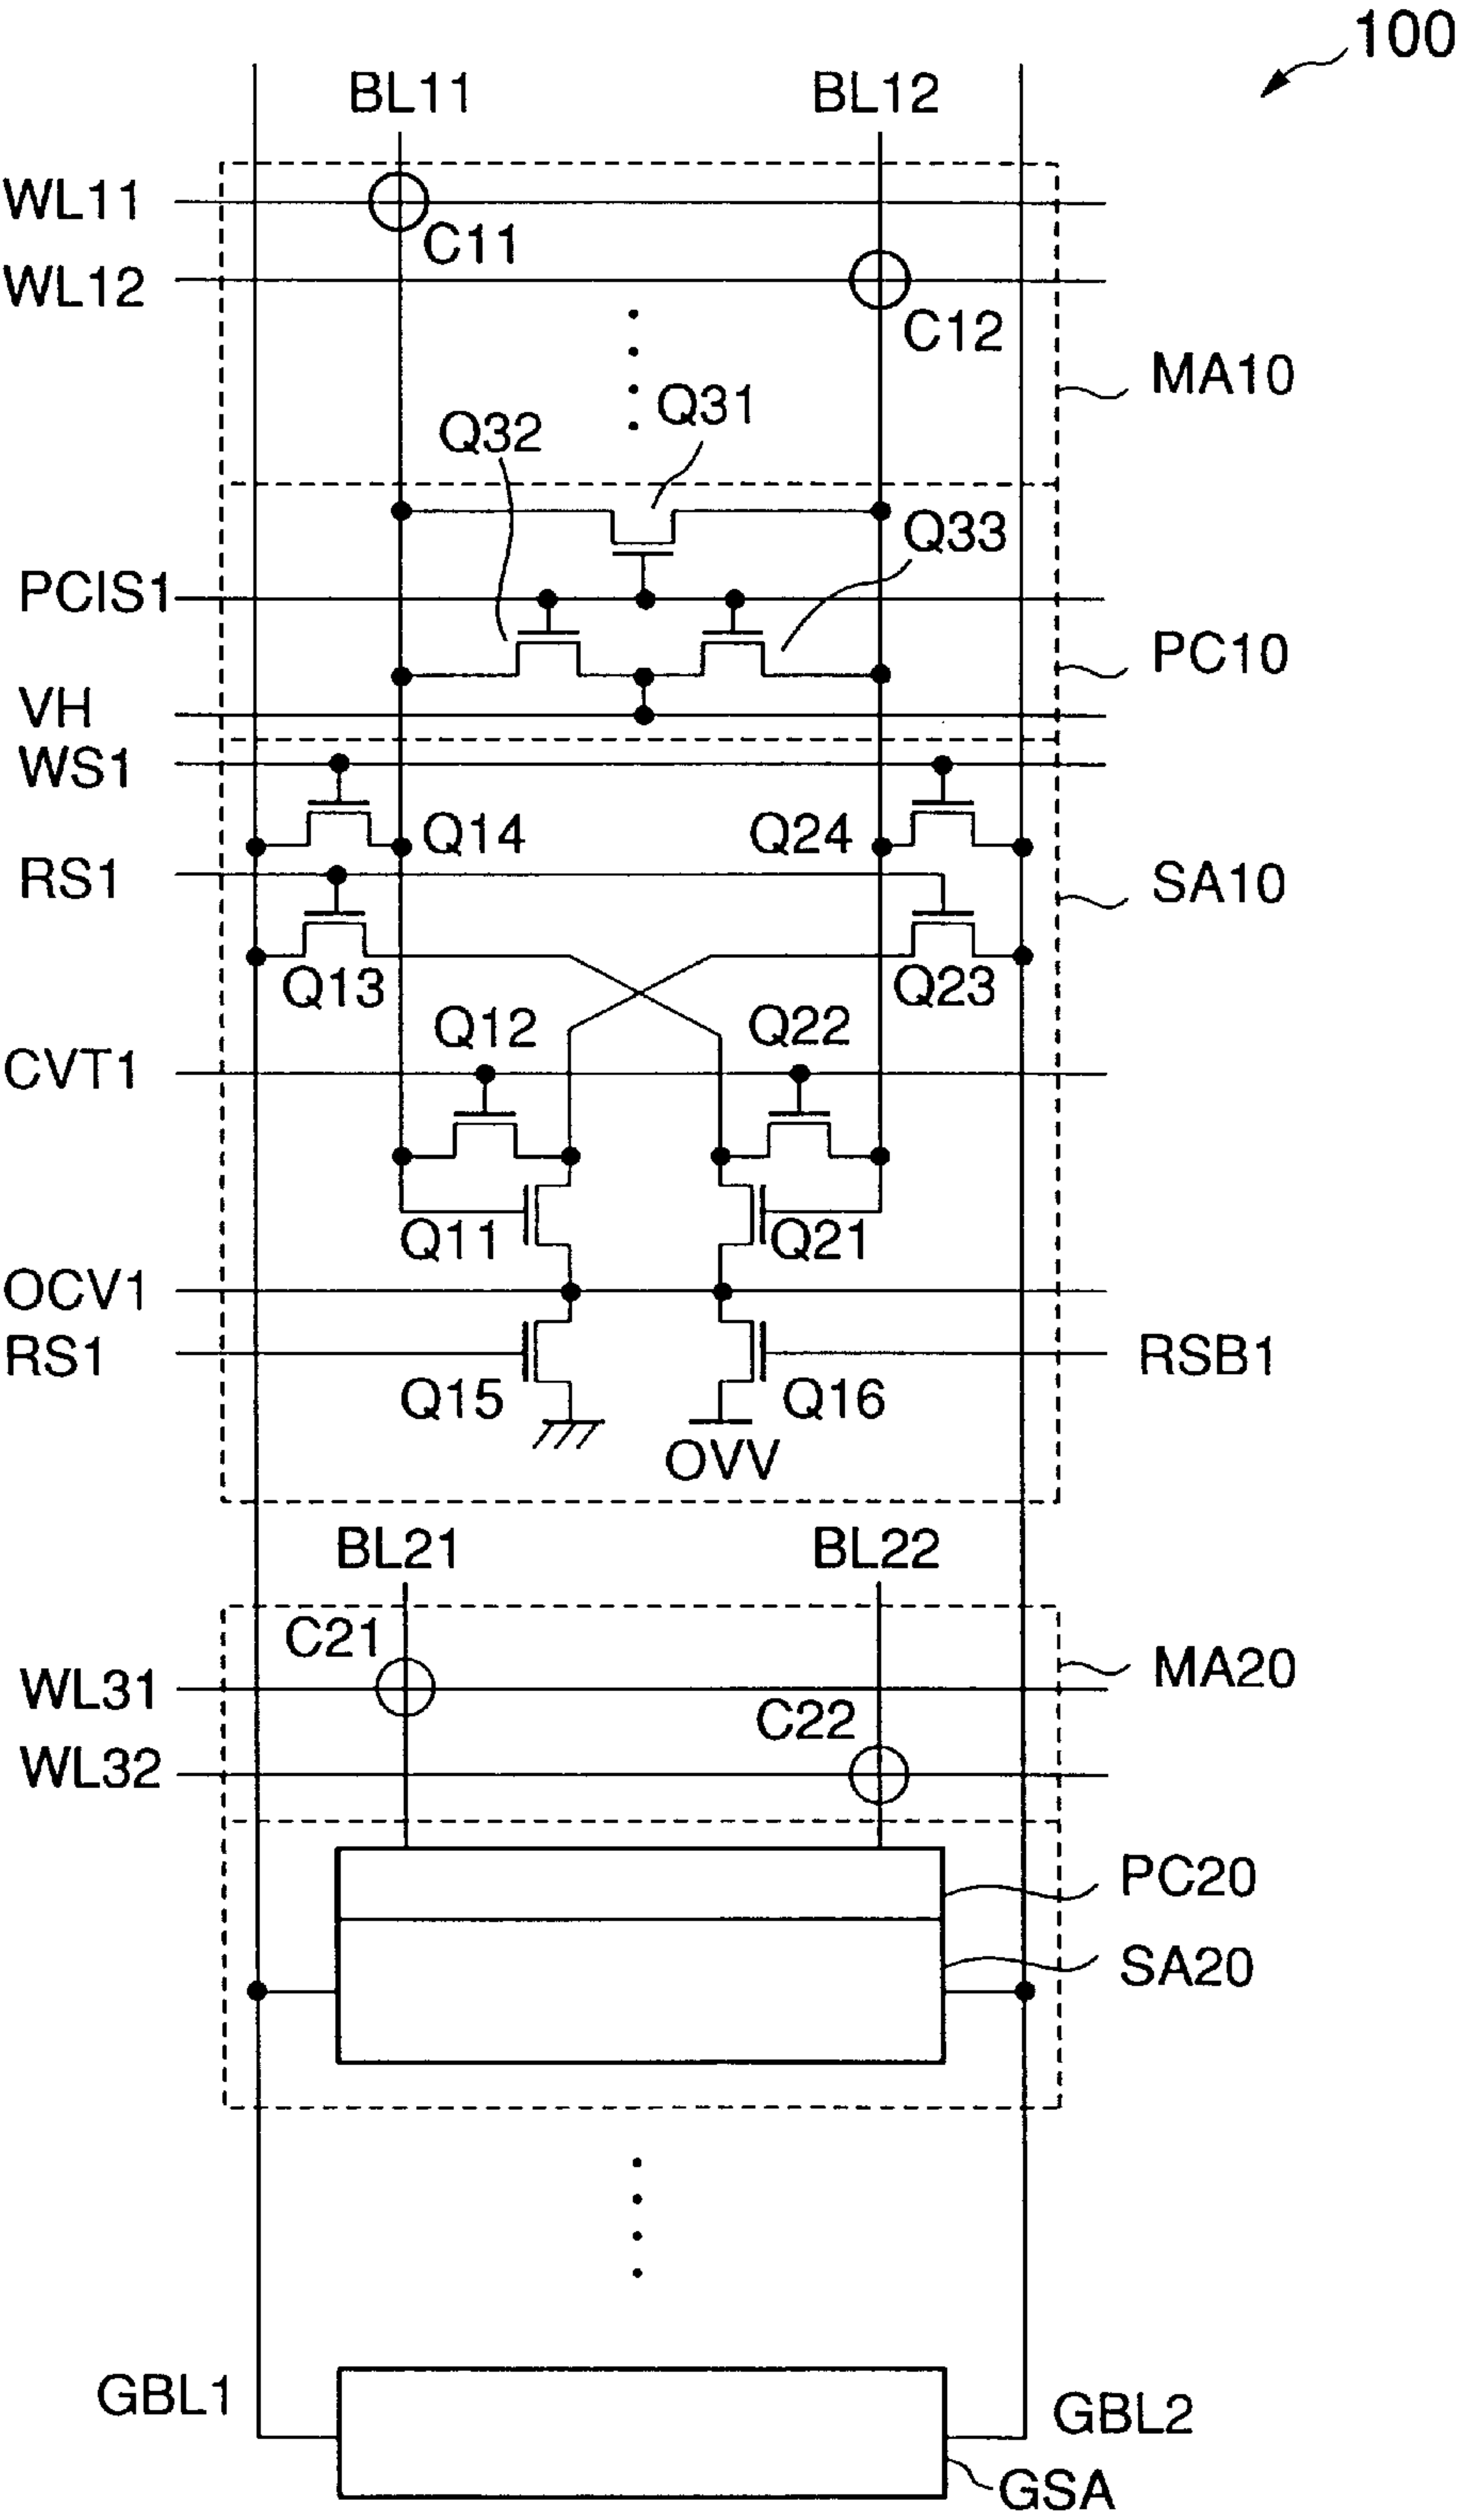 100
BL11
BL12
WL11
C11
WL12
C12
MA10
Q31
Q32
Q33
PCIS1
PC10
VH
WS1
Q14
Q24
RS1
SA10
Q13
Q23
Q12
Q22
CVT1
Q11
Q21
OCV1
RS1
RSB1
Q15
Q16
OVV
BL21
BL22
C21
MA20
WL31
C22
WL32
PC20
SA20
GBL1
GBL2
GSA